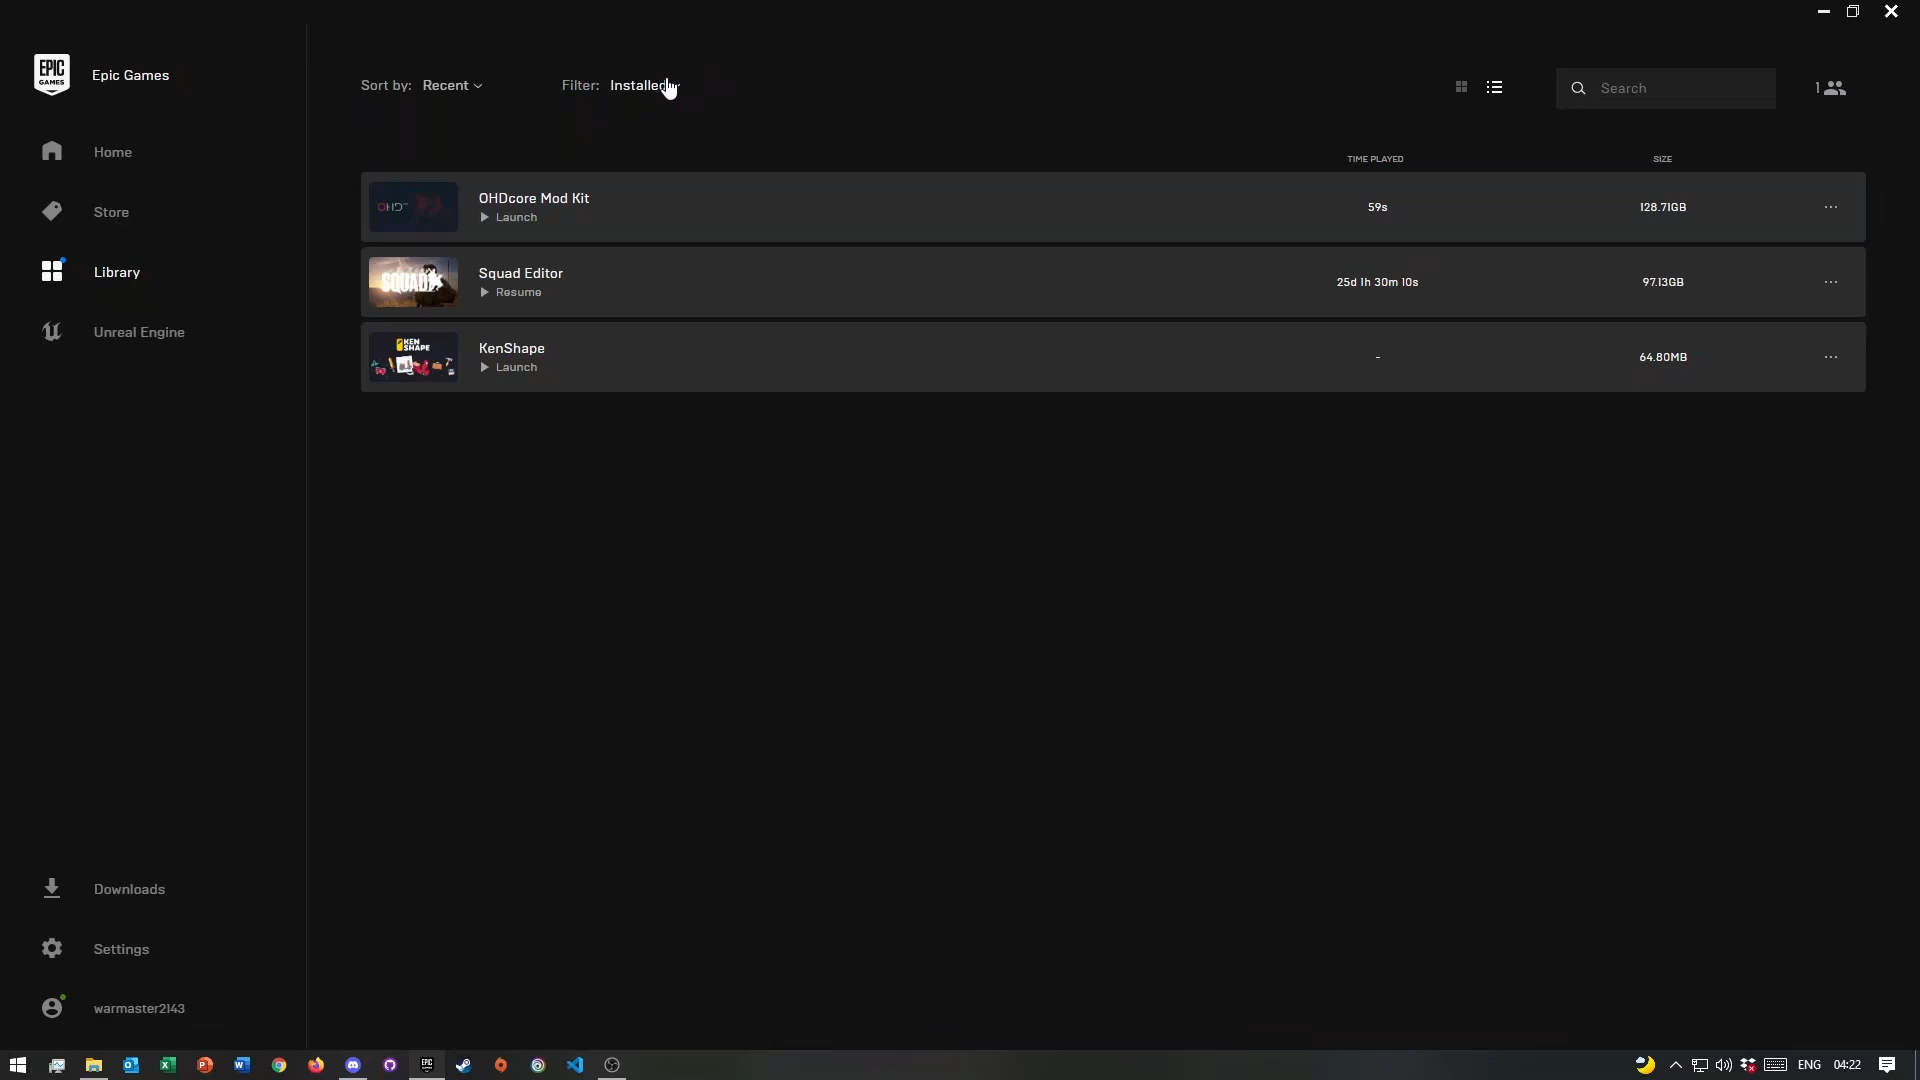 EPIC GAMES
Epic Games
Home
Store
Library
Unreal Engine
Downloads
Settings
warmaster2143
Sort by: Recent
Filter: Installed
Search
1
TIME PLAYED SIZE
OHD
OHDcore Mod Kit
Launch
59s 128.71GB
SQUAD
Squad Editor
Resume
25d 1h 30m 10s 97.13GB
KEN SHAPE
KenShape
Launch
- 64.80MB
ENG 04:22